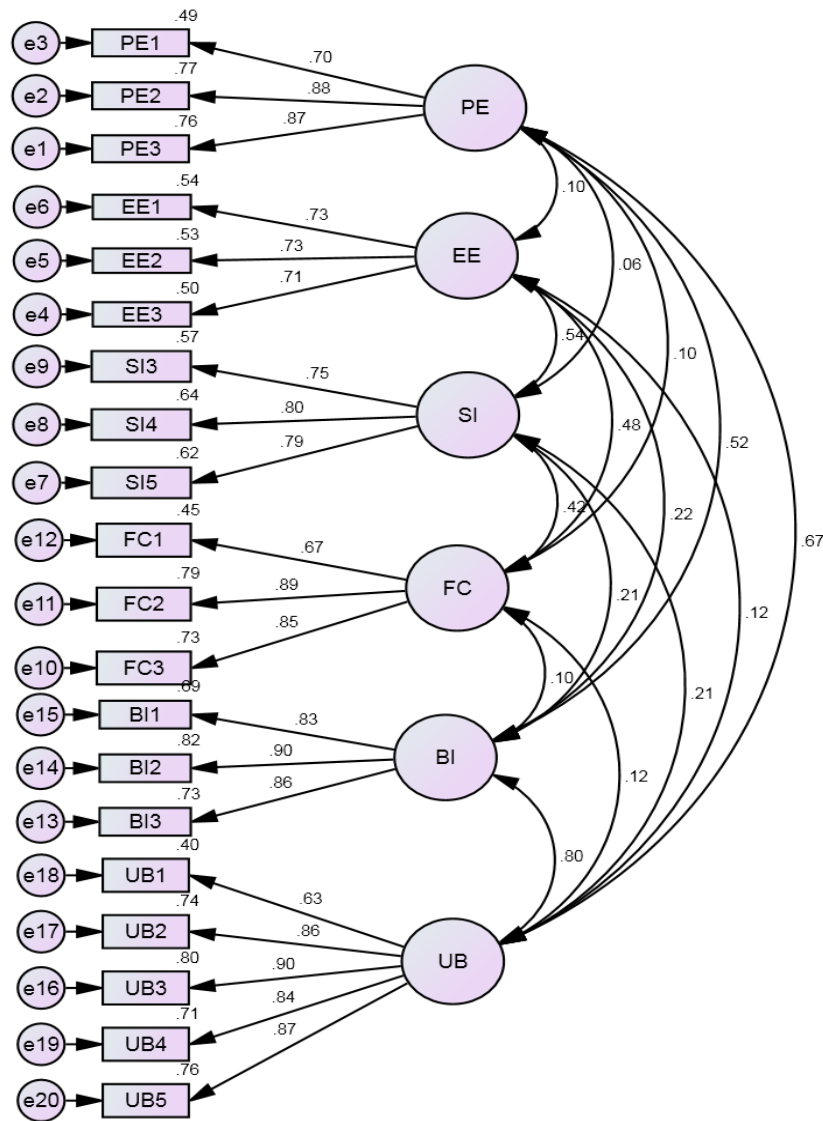 .49
e3 PE1
.70
.77
e2 PE2
.88
PE
.76
.87
e1 PE3
.54
e6 EE1
.10
.73
.53
e5 EE2
.73
EE
.50
.71
.06
e4 EE3
.57
.54
.10
e9 SI3
.75
.64
e8 SI4
.80
SI
.48
.52
.62
.79
e7 SI5
.45
.42
.22
.67
e12 FC1
.67
.79
e11 FC2
.89
FC
.21
.12
.73
.85
e10 FC3
.69
.10
.21
e15 BI1
.83
.82
e14 BI2
.90
BI
.12
.73
.86
e13 BI3
.40
.80
e18 UB1
.63
.74
e17 UB2
.86
.80
.90
UB
e16 UB3
.71
.84
e19 UB4
.87
.76
e20 UB5